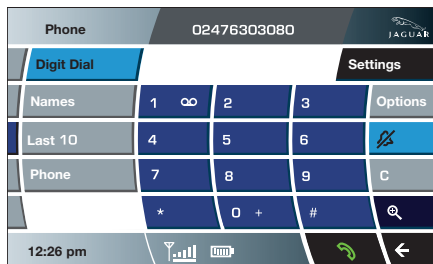 Phone 02476303080 JAGUAR
Digit Dial Settings
Names 1 2 3 Options
Last 10 4 5 6
Phone 7 8 9 C
* 0 + #
12:26 pm